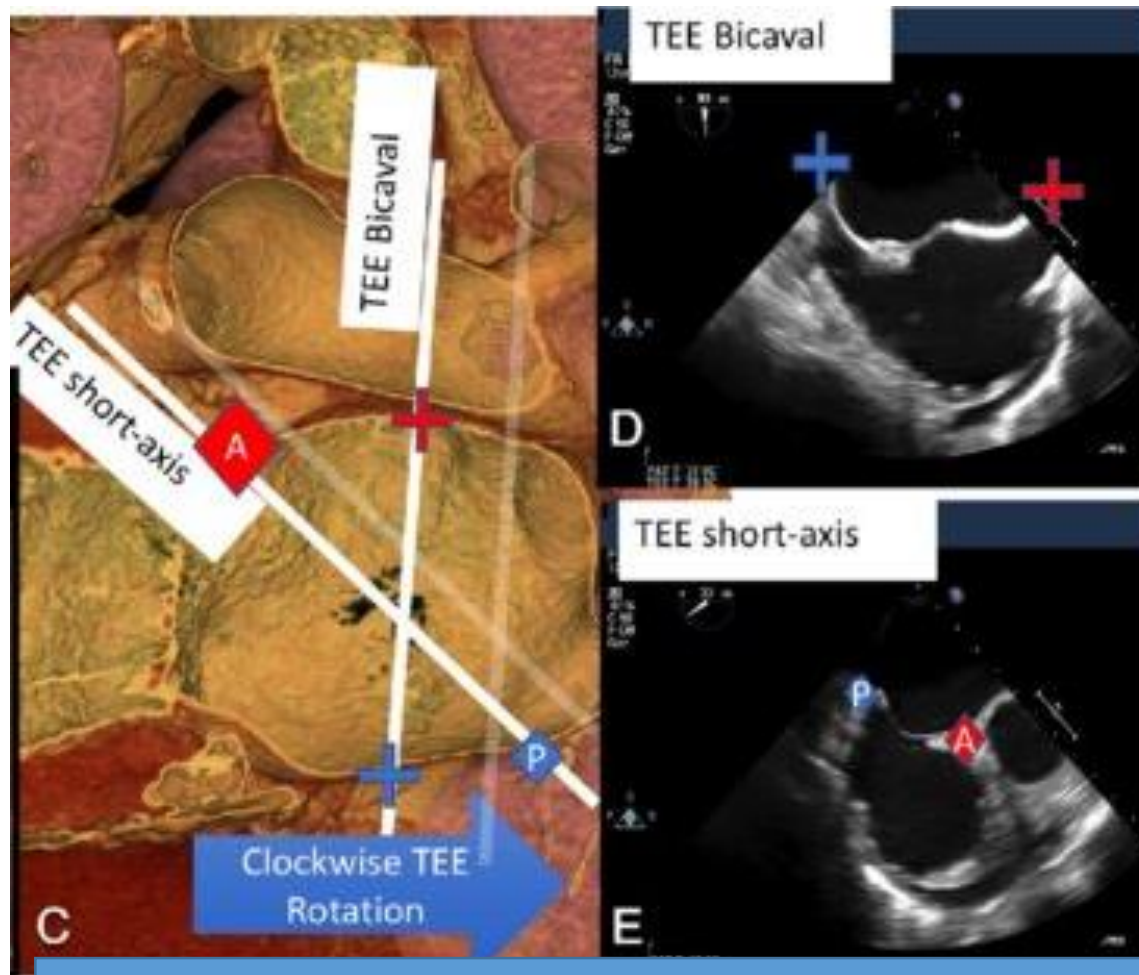 TEE Bicaval
TEE Bicaval
TEE short-axis
A
P
Clockwise TEE
Rotation
C
D
TEE short-axis
P
A
E